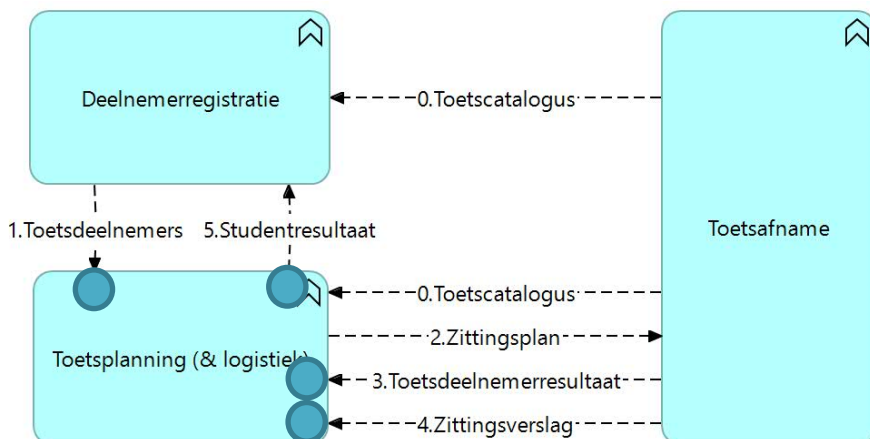 Deelnemerregistratie
0.Toetscatalogus
Toetsafname
1.Toetsdeelnemers
5.Studentresultaat
0.Toetscatalogus
2.Zittingsplan
Toetsplanning (& logistiek)
3.Toetsdeelnemerresultaat
4.Zittingsverslag